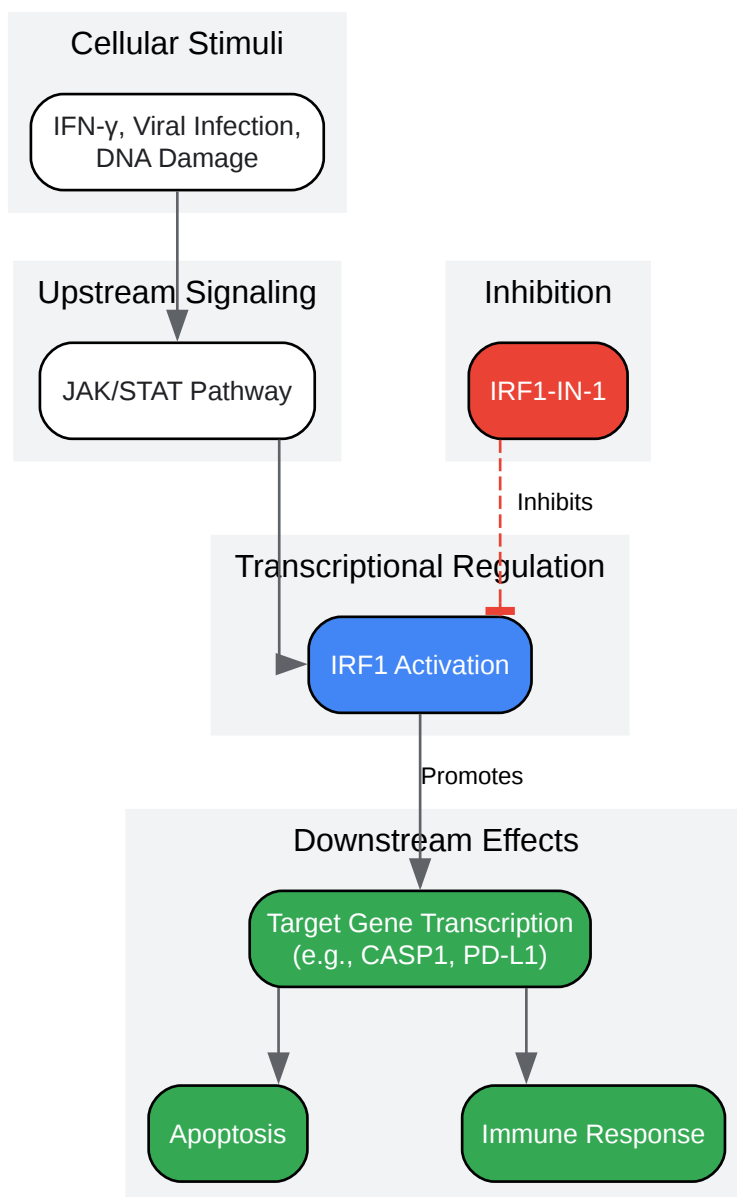 Cellular Stimuli
IFN-γ, Viral Infection,
DNA Damage
Upstream Signaling
JAK/STAT Pathway
Inhibition
IRF1-IN-1
Inhibits
Transcriptional Regulation
IRF1 Activation
Promotes
Downstream Effects
Target Gene Transcription
(e.g., CASP1, PD-L1)
Apoptosis
Immune Response